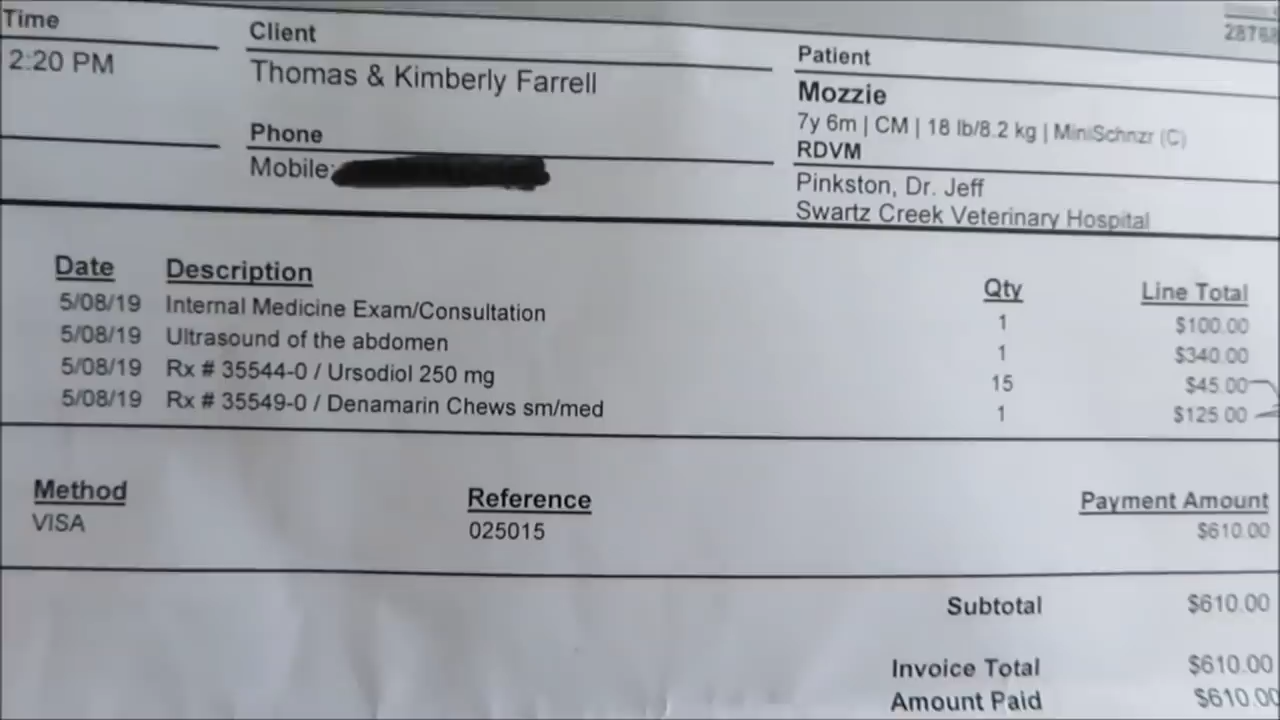 Time
2:20 PM
Client
Thomas & Kimberly Farrell
Phone
Mobile:
Patient
Mozzie
7y 6m | CM | 18 lb/8.2 kg | MiniSchnzr (C)
RDVM
Pinkston, Dr. Jeff
Swartz Creek Veterinary Hospital
Date Description Qty Line Total
5/08/19 Internal Medicine Exam/Consultation 1 $100.00
5/08/19 Ultrasound of the abdomen 1 $340.00
5/08/19 Rx # 35544-0 / Ursodiol 250 mg 15 $45.00
5/08/19 Rx # 35549-0 / Denamarin Chews sm/med 1 $125.00
Method Reference Payment Amount
VISA 025015 $610.00
Subtotal $610.00
Invoice Total $610.00
Amount Paid $610.00